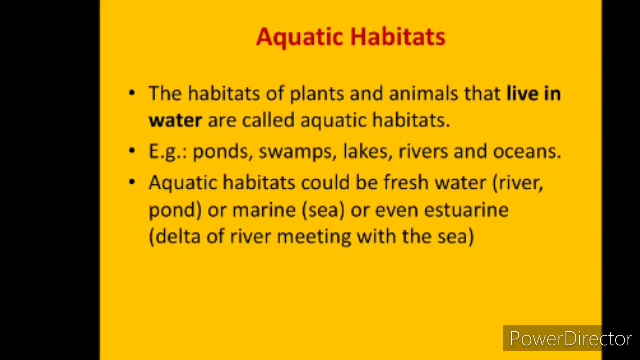 Aquatic Habitats
• The habitats of plants and animals that live in
water are called aquatic habitats.
• E.g.: ponds, swamps, lakes, rivers and oceans.
• Aquatic habitats could be fresh water (river,
pond) or marine (sea) or even estuarine
(delta of river meeting with the sea)
PowerDirector